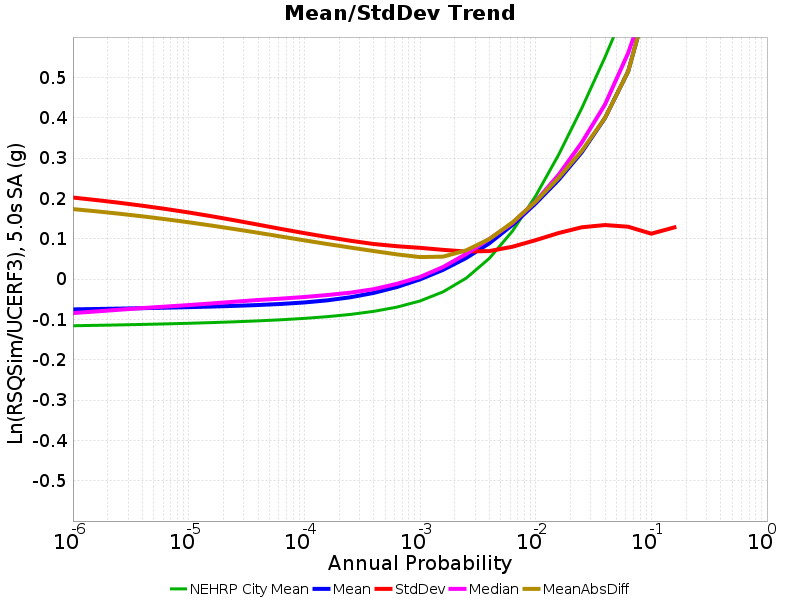 Mean/StdDev Trend
Ln(RSQSim/UCERF3), 5.0s SA (g)
0.5
0.4
0.3
0.2
0.1
0
-0.1
-0.2
-0.3
-0.4
-0.5
10^-6 10^-5 10^-4 10^-3 10^-2 10^-1 10^0
Annual Probability
NEHRP City Mean Mean StdDev Median MeanAbsDiff